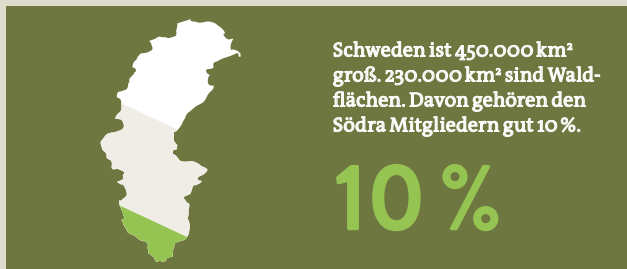 Schweden ist 450.000 km²
groß. 230.000 km² sind Wald-
flächen. Davon gehören den
Södra Mitgliedern gut 10 %.
10 %